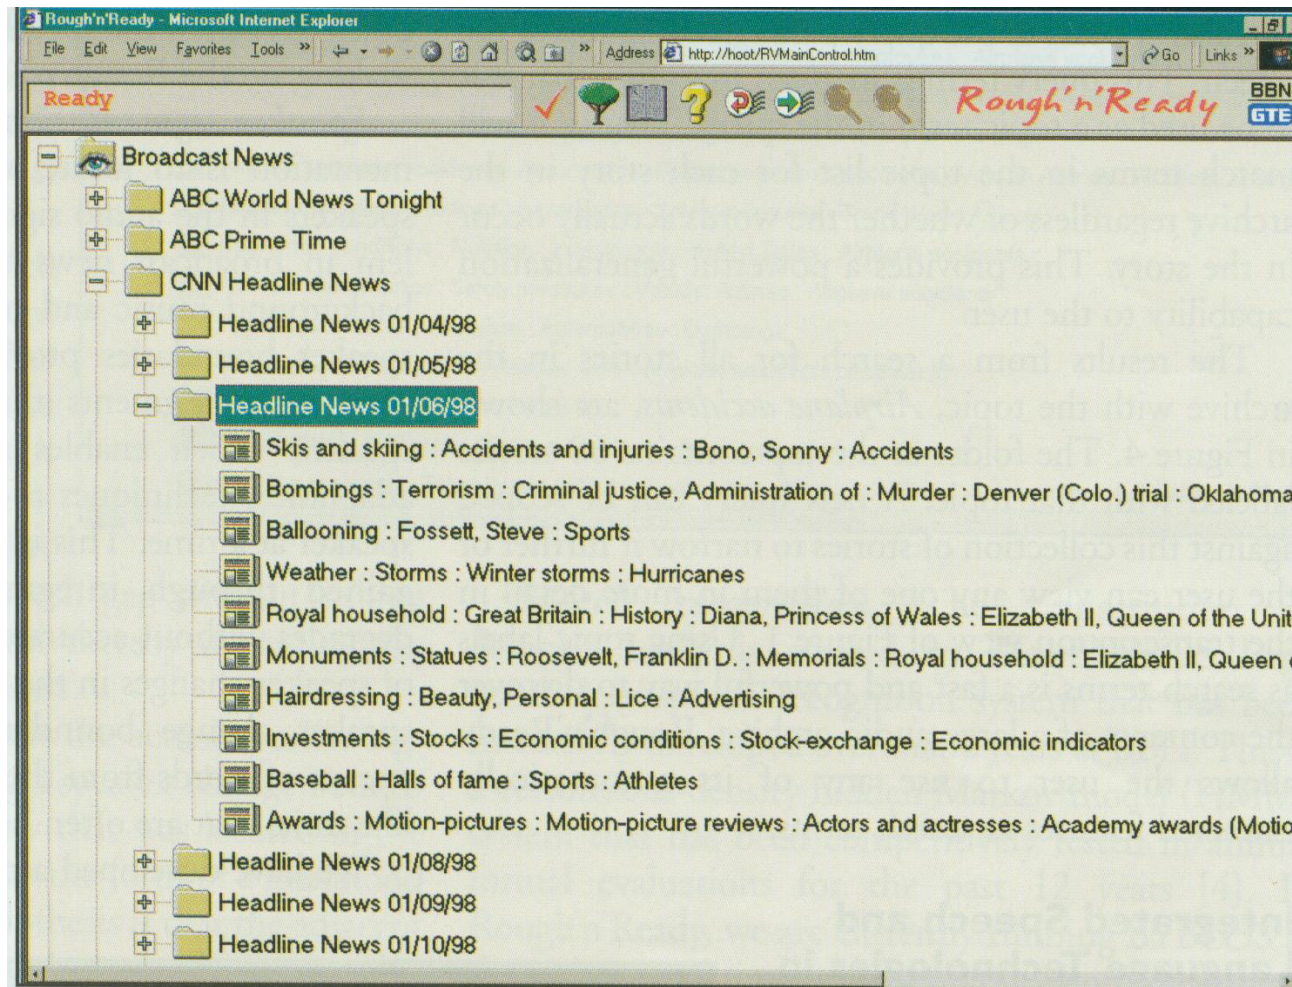 Rough'n'Ready - Microsoft Internet Explorer
File Edit View Favorites Tools » Address http://hoot/RVMainControl.htm Go Links »
Ready Rough'n'Ready BBN
GTE
Broadcast News
ABC World News Tonight
ABC Prime Time
CNN Headline News
Headline News 01/04/98
Headline News 01/05/98
Headline News 01/06/98
Skis and skiing : Accidents and injuries : Bono, Sonny : Accidents
Bombings : Terrorism : Criminal justice, Administration of : Murder : Denver (Colo.) trial : Oklahoma
Ballooning : Fossett, Steve : Sports
Weather : Storms : Winter storms : Hurricanes
Royal household : Great Britain : History : Diana, Princess of Wales : Elizabeth II, Queen of the Unit
Monuments : Statues : Roosevelt, Franklin D. : Memorials : Royal household : Elizabeth II, Queen
Hairdressing : Beauty, Personal : Lice : Advertising
Investments : Stocks : Economic conditions : Stock-exchange : Economic indicators
Baseball : Halls of fame : Sports : Athletes
Awards : Motion-pictures : Motion-picture reviews : Actors and actresses : Academy awards (Motio
Headline News 01/08/98
Headline News 01/09/98
Headline News 01/10/98